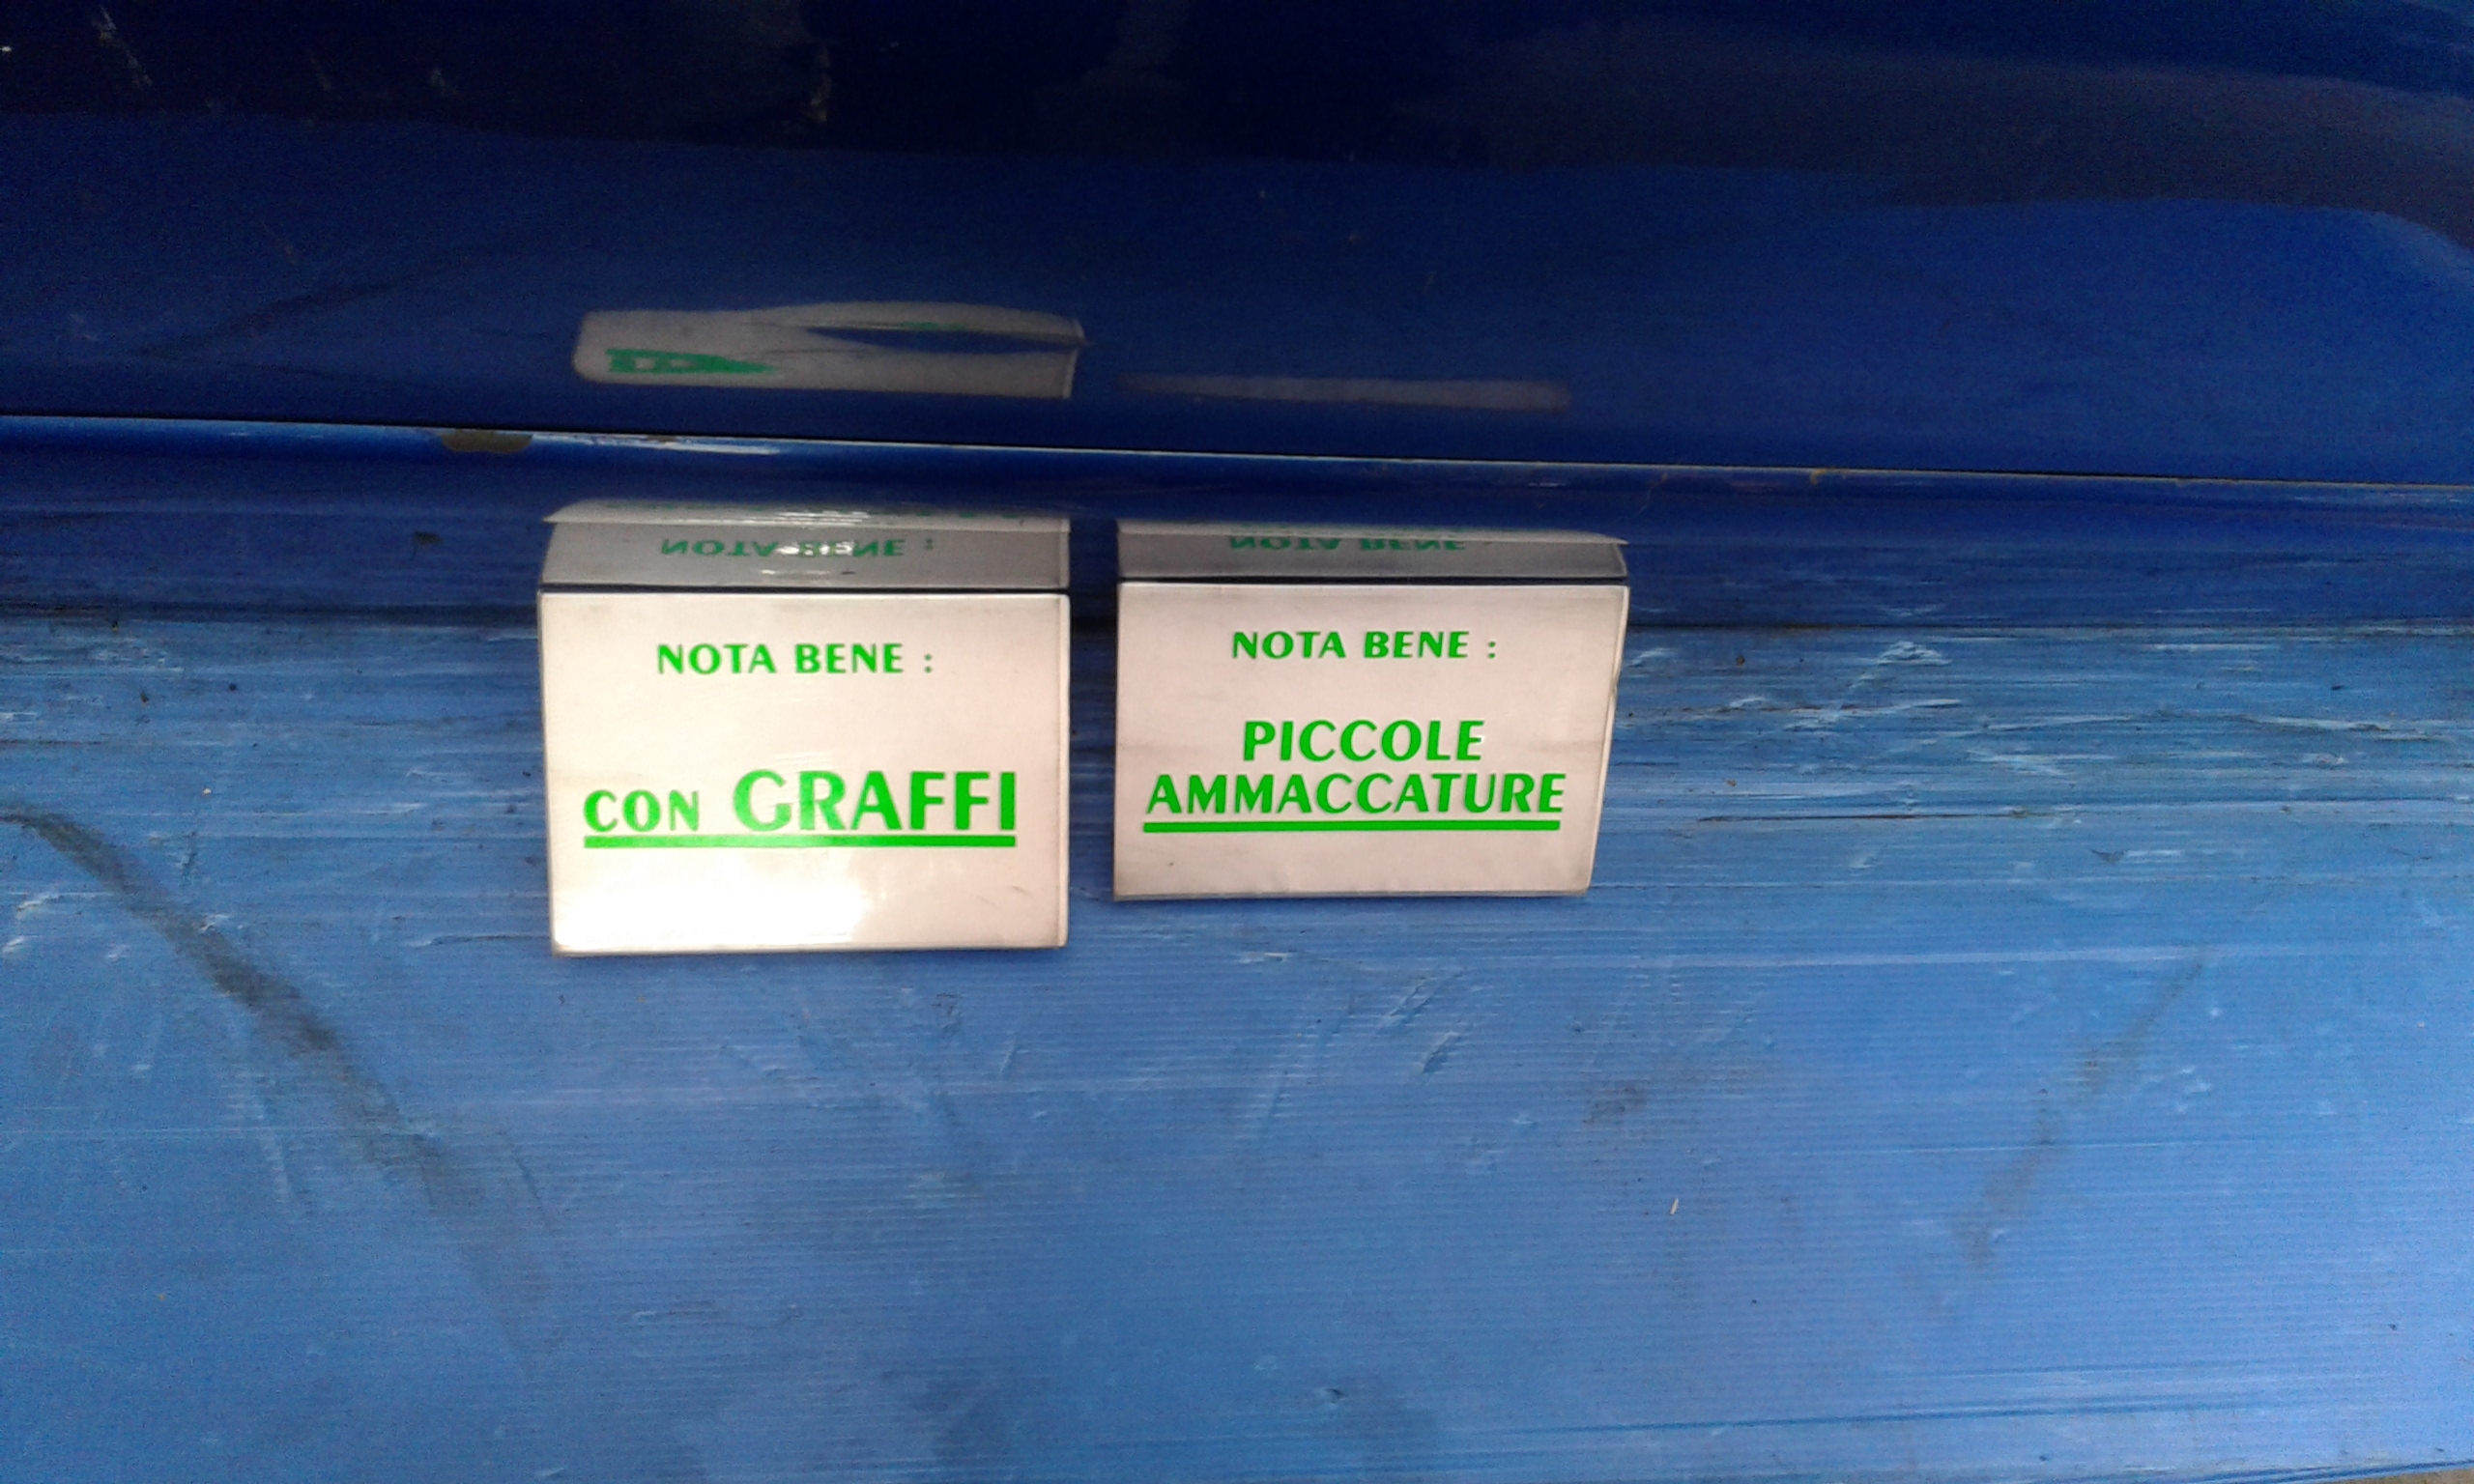 NOTA BENE :
CON GRAFFI
NOTA BENE :
PICCOLE
AMMACCATURE